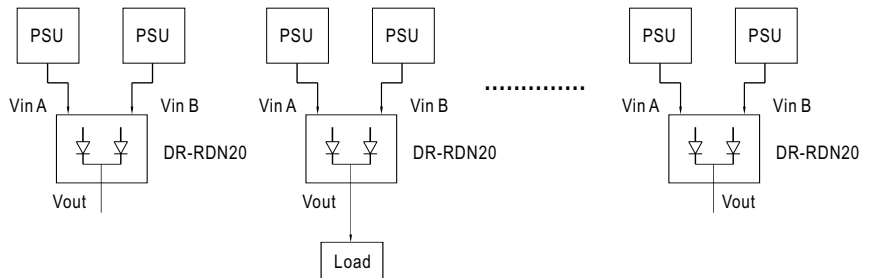 PSU PSU PSU PSU PSU PSU
Vin A Vin B Vin A Vin B .............. Vin A Vin B
DR-RDN20 DR-RDN20 DR-RDN20
Vout Vout Vout
Load